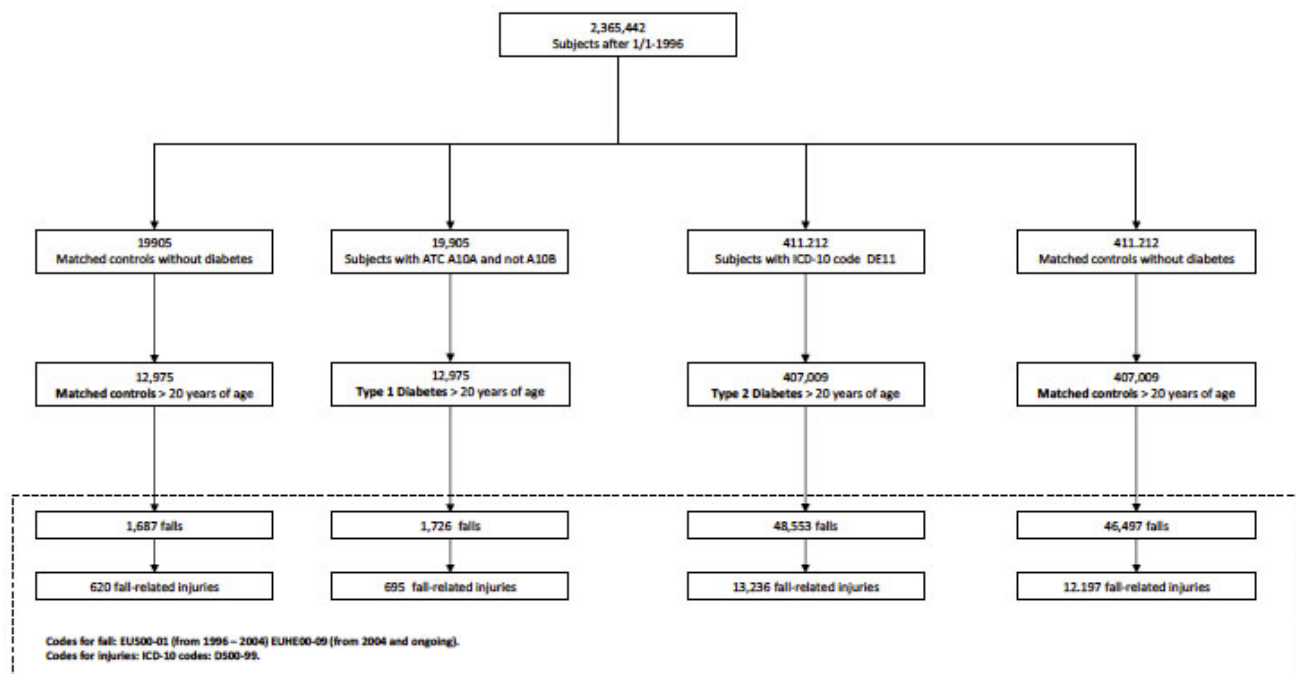 2,365,442
Subjects after 1/1-1996
19905
Matched controls without diabetes
19,905
Subjects with ATC A10A and not A10B
411.212
Subjects with ICD-10 code DE11
411.212
Matched controls without diabetes
12,975
Matched controls > 20 years of age
12,975
Type 1 Diabetes > 20 years of age
407,009
Type 2 Diabetes > 20 years of age
407,009
Matched controls > 20 years of age
1,687 falls
1,726 falls
48,553 falls
46,497 falls
620 fall-related injuries
695 fall-related injuries
13,236 fall-related injuries
12.197 fall-related injuries
Codes for fall: EUS00-01 (from 1996 – 2004) EUHE00-09 (from 2004 and ongoing).
Codes for injuries: ICD-10 codes: DS00-99.